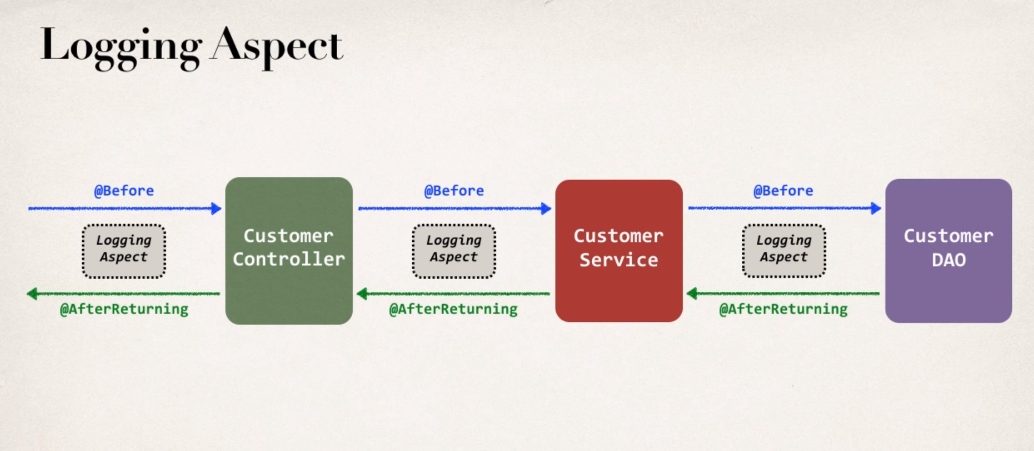 Logging Aspect
@Before
@Before
@Before
Logging
Aspect
Customer
Controller
Logging
Aspect
Customer
Service
Logging
Aspect
Customer
DAO
@AfterReturning
@AfterReturning
@AfterReturning